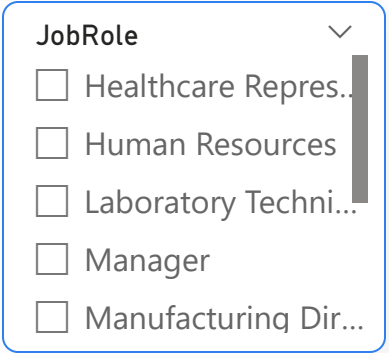 JobRole
Healthcare Repres...
Human Resources
Laboratory Techni...
Manager
Manufacturing Dir...